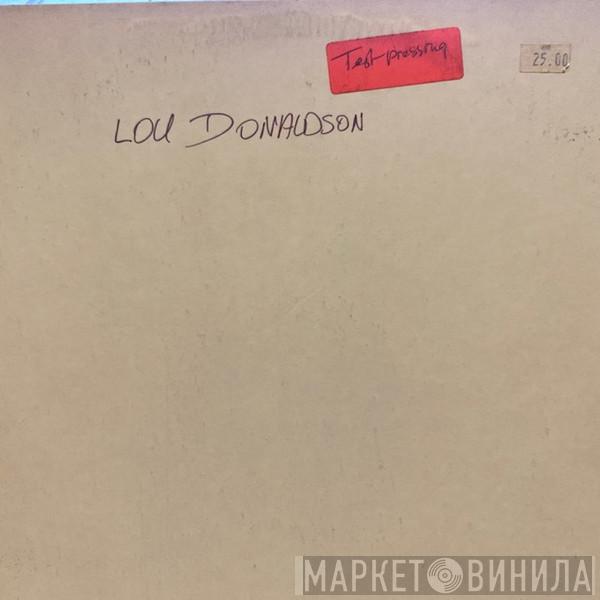 Test pressing
25.00
LOU DONALDSON
МАРКЕТ ВИНИЛА